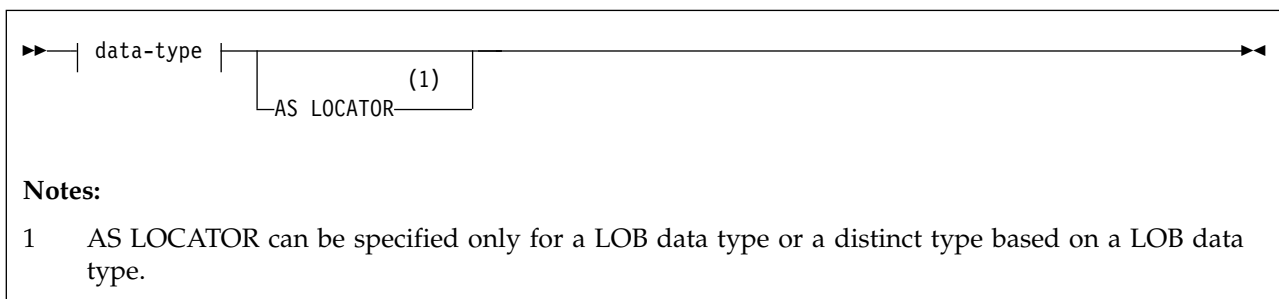 data-type
(1)
AS LOCATOR
Notes:
1 AS LOCATOR can be specified only for a LOB data type or a distinct type based on a LOB data
type.